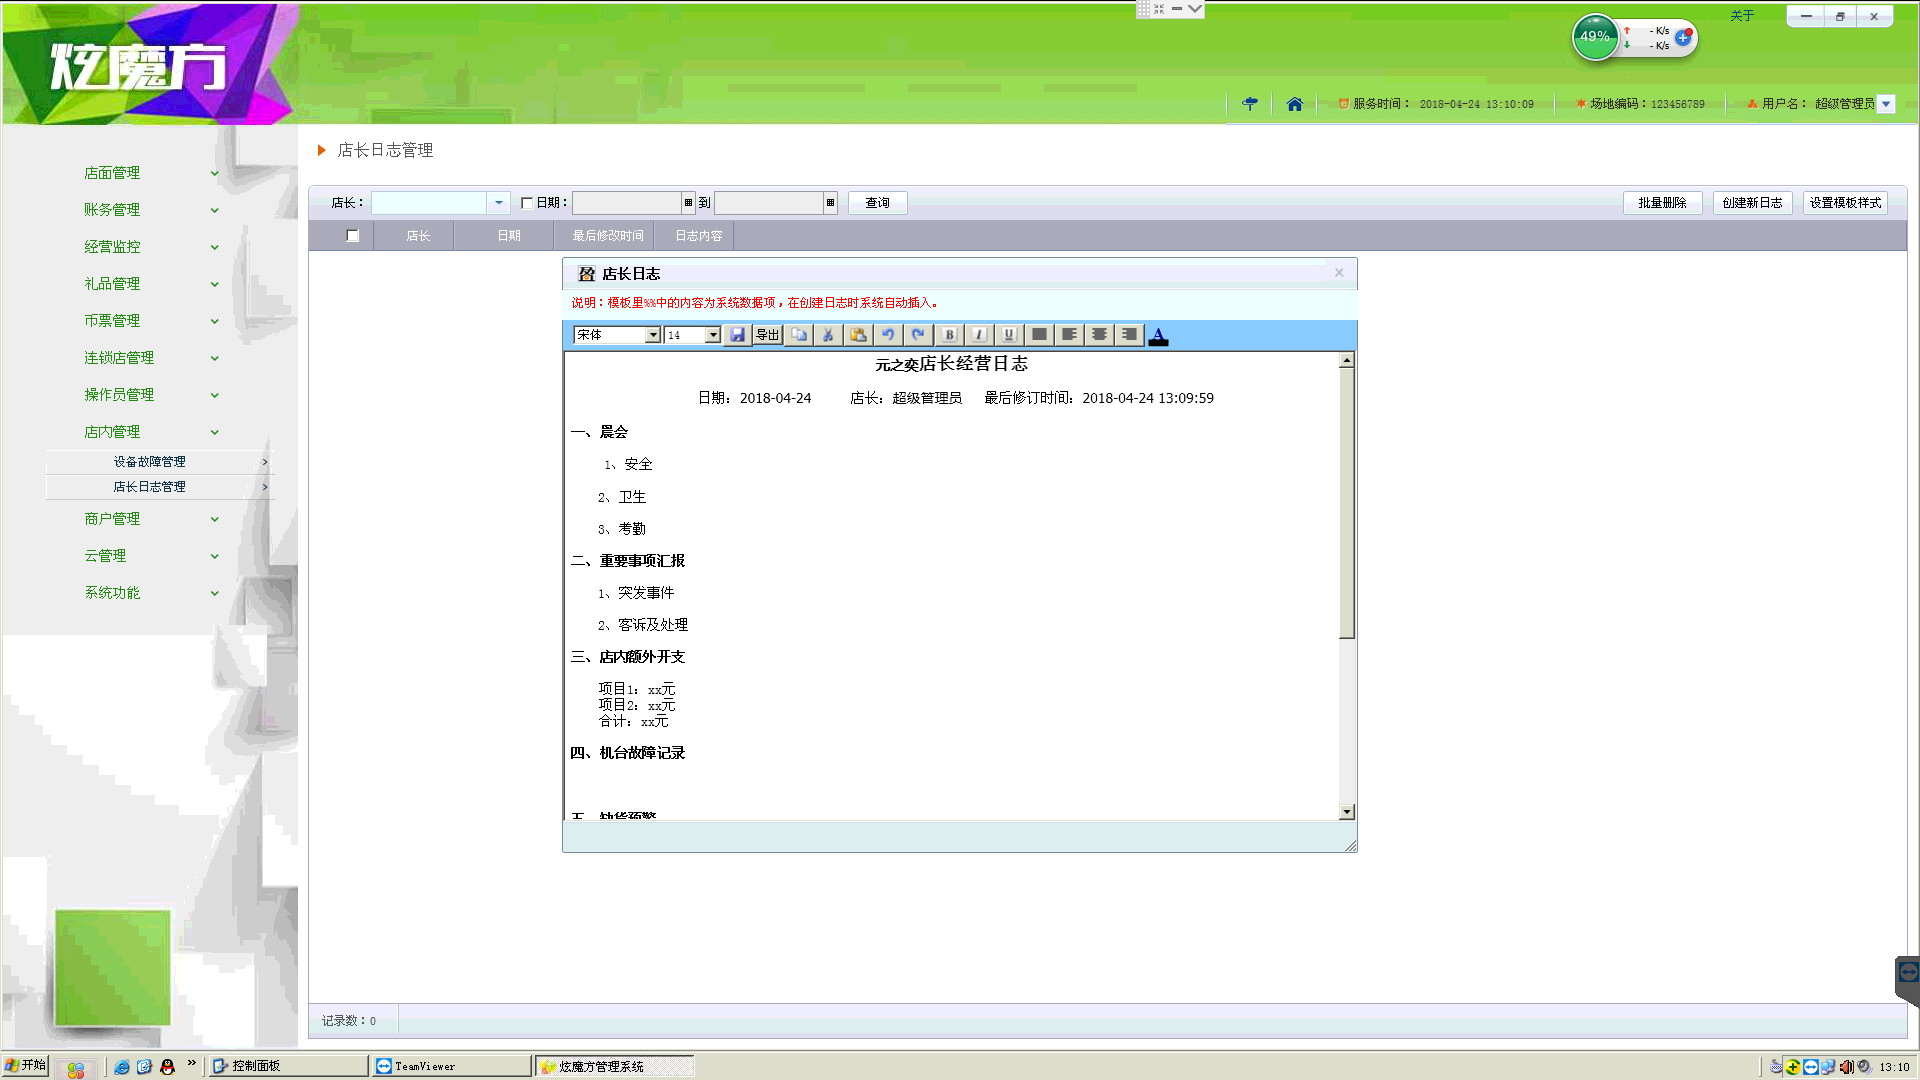 炫魔方
关于
49%
- K/s
- K/s
服务时间： 2018-04-24 13:10:09
场地编码：123456789
用户名： 超级管理员
店面管理
账务管理
经营监控
礼品管理
币票管理
连锁店管理
操作员管理
店内管理
设备故障管理
店长日志管理
商户管理
云管理
系统功能
店长日志管理
店长：
日期：
到
查询
批量删除
创建新日志
设置模板样式
店长
日期
最后修改时间
日志内容
店长日志
说明：模板里%%中的内容为系统数据项，在创建日志时系统自动插入。
宋体
14
导出
B
I
U
A
元之奕店长经营日志
日期：2018-04-24 店长：超级管理员 最后修订时间：2018-04-24 13:09:59
一、晨会
1、安全
2、卫生
3、考勤
二、重要事项汇报
1、突发事件
2、客诉及处理
三、店内额外开支
项目1：xx元
项目2：xx元
合计：xx元
四、机台故障记录
五、缺货预警
记录数：0
开始
控制面板
TeamViewer
炫魔方管理系统
13:10